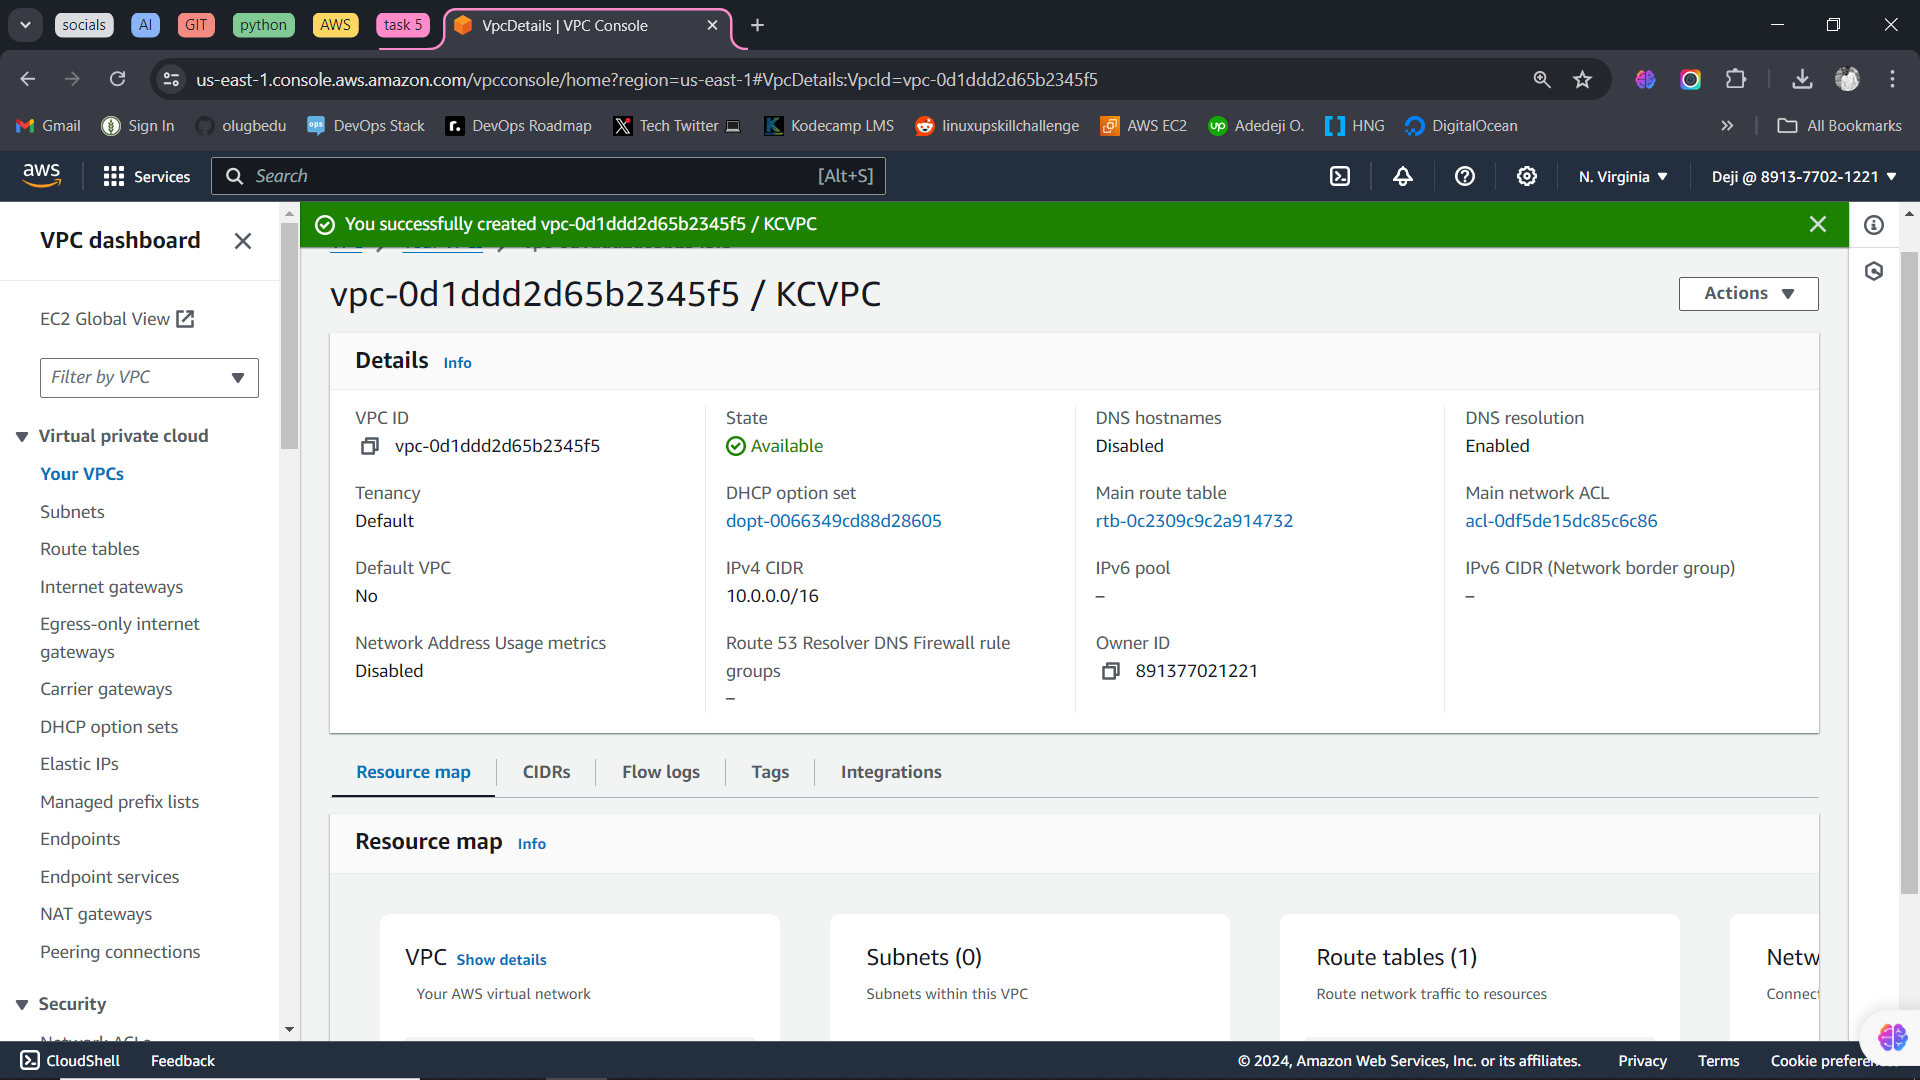 socials
AI
GIT
python
AWS
task 5
VpcDetails | VPC Console
us-east-1.console.aws.amazon.com/vpcconsole/home?region=us-east-1#VpcDetails:VpcId=vpc-0d1ddd2d65b2345f5
Gmail
Sign In
olugbedu
DevOps Stack
DevOps Roadmap
Tech Twitter
Kodecamp LMS
linuxupskillchallenge
AWS EC2
Adedeji O.
HNG
DigitalOcean
All Bookmarks
aws
Services
Search
[Alt+S]
N. Virginia
Deji @ 8913-7702-1221
VPC dashboard
EC2 Global View
Filter by VPC
Virtual private cloud
Your VPCs
Subnets
Route tables
Internet gateways
Egress-only internet
gateways
Carrier gateways
DHCP option sets
Elastic IPs
Managed prefix lists
Endpoints
Endpoint services
NAT gateways
Peering connections
Security
You successfully created vpc-0d1ddd2d65b2345f5 / KCVPC
vpc-0d1ddd2d65b2345f5 / KCVPC
Actions
Details Info
VPC ID
vpc-0d1ddd2d65b2345f5
State
Available
DNS hostnames
Disabled
DNS resolution
Enabled
Tenancy
Default
DHCP option set
dopt-0066349cd88d28605
Main route table
rtb-0c2309c9c2a914732
Main network ACL
acl-0df5de15dc85c6c86
Default VPC
No
IPv4 CIDR
10.0.0.0/16
IPv6 pool
–
IPv6 CIDR (Network border group)
–
Network Address Usage metrics
Disabled
Route 53 Resolver DNS Firewall rule
groups
–
Owner ID
891377021221
Resource map
CIDRs
Flow logs
Tags
Integrations
Resource map Info
VPC Show details
Your AWS virtual network
Subnets (0)
Subnets within this VPC
Route tables (1)
Route network traffic to resources
Netw
Connec
CloudShell
Feedback
© 2024, Amazon Web Services, Inc. or its affiliates.
Privacy
Terms
Cookie prefere